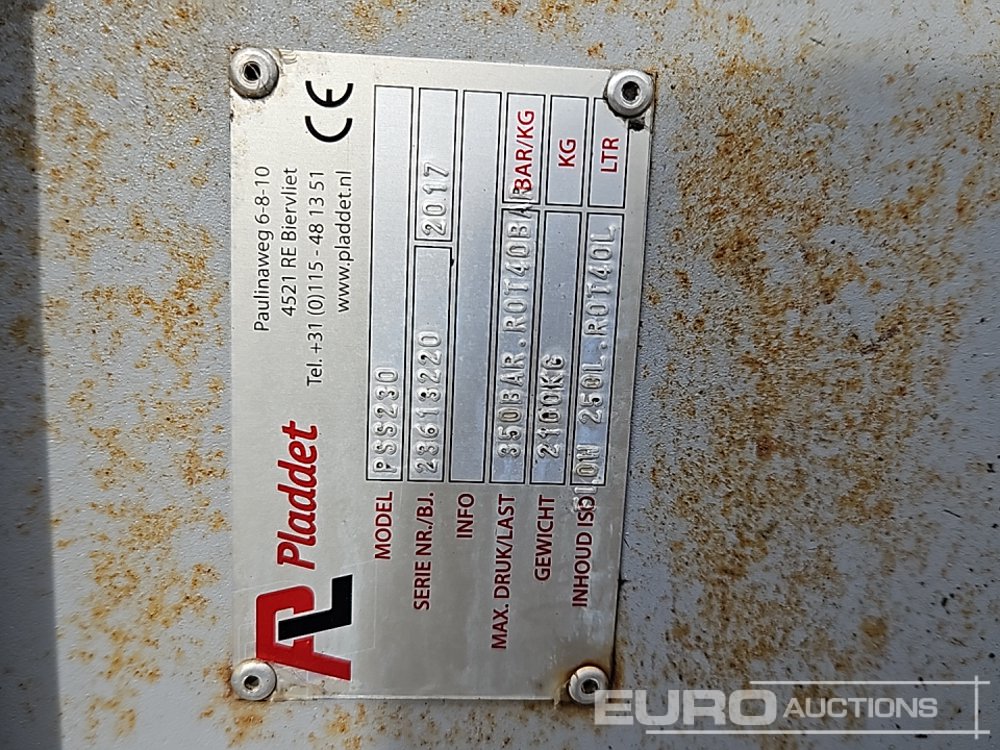 Pladdet
Paulinaweg 6-8-10
4521 RE Biervliet
Tel. +31 (0)115 - 48 13 51
www.pladdet.nl
CE
MODEL PSS230
SERIE NR./BJ. 23613220 2017
INFO
MAX. DRUK/LAST 350BAR.ROT40BAR BAR/KG
GEWICHT 2100KG KG
INHOUD 250L.ROT40L LTR
EURO AUCTIONS